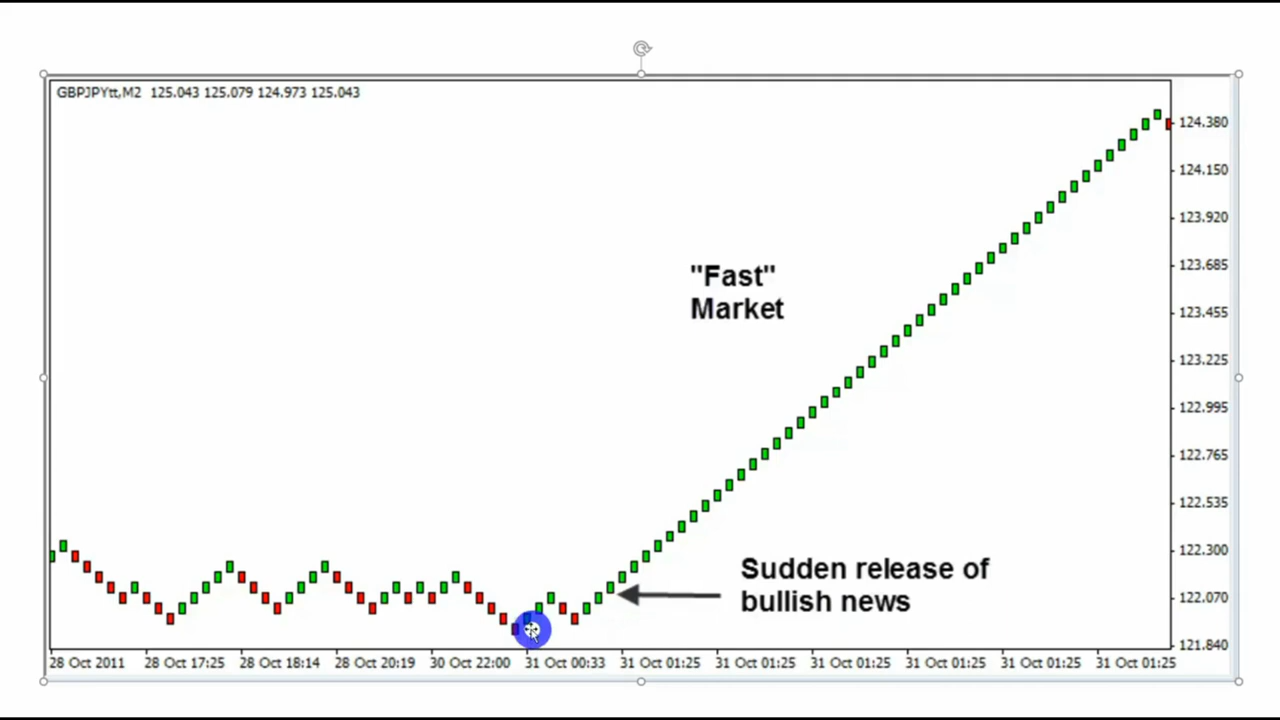 GBPJPYtt,M2 125.043 125.079 124.973 125.043
124.380
124.150
123.920
"Fast"
Market
123.685
123.455
123.225
122.995
122.765
122.535
122.300
Sudden release of
bullish news
122.070
121.840
28 Oct 2011 28 Oct 17:25 28 Oct 18:14 28 Oct 20:19 30 Oct 22:00 31 Oct 00:33 31 Oct 01:25 31 Oct 01:25 31 Oct 01:25 31 Oct 01:25 31 Oct 01:25 31 Oct 01:25